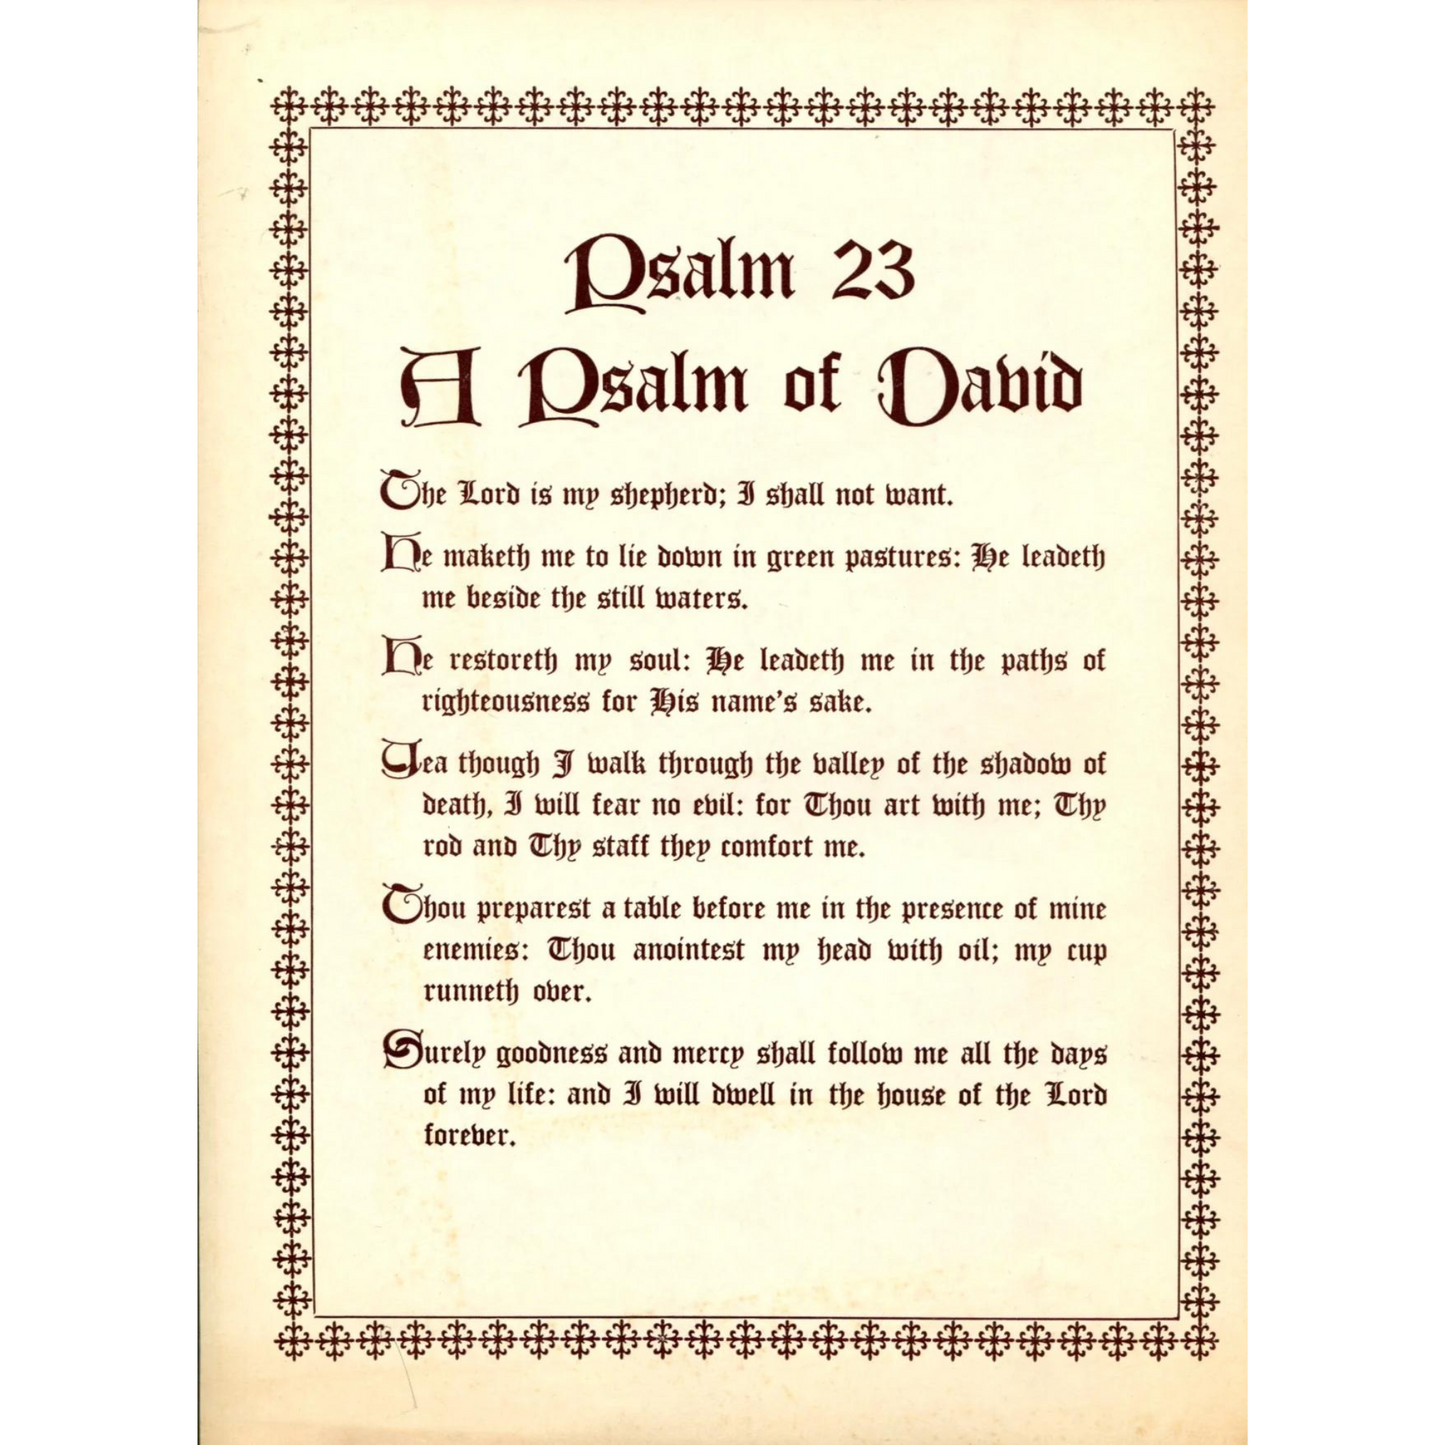 Psalm 23
A Psalm of David
The Lord is my shepherd; I shall not want.
He maketh me to lie down in green pastures: He leadeth
me beside the still waters.
He restoreth my soul: He leadeth me in the paths of
righteousness for His name's sake.
Yea though I walk through the valley of the shadow of
death, I will fear no evil: for Thou art with me; Thy
rod and Thy staff they comfort me.
Thou preparest a table before me in the presence of mine
enemies: Thou anointest my head with oil; my cup
runneth over.
Surely goodness and mercy shall follow me all the days
of my life: and I will dwell in the house of the Lord
forever.